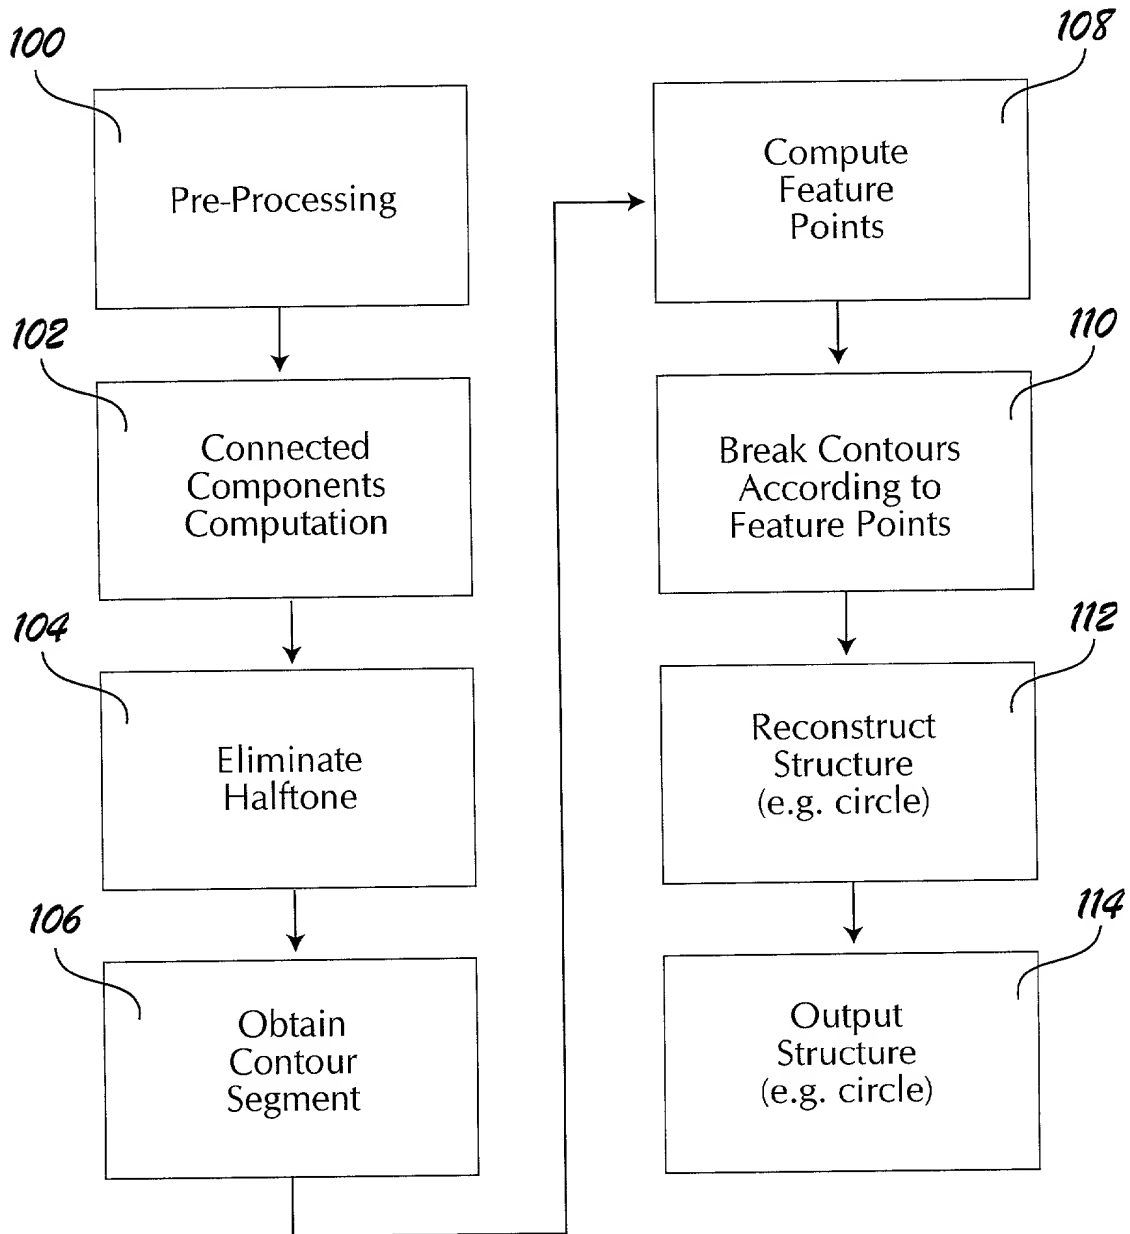 100
Pre-Processing
102
Connected
Components
Computation
104
Eliminate
Halftone
106
Obtain
Contour
Segment
108
Compute
Feature
Points
110
Break Contours
According to
Feature Points
112
Reconstruct
Structure
(e.g. circle)
114
Output
Structure
(e.g. circle)